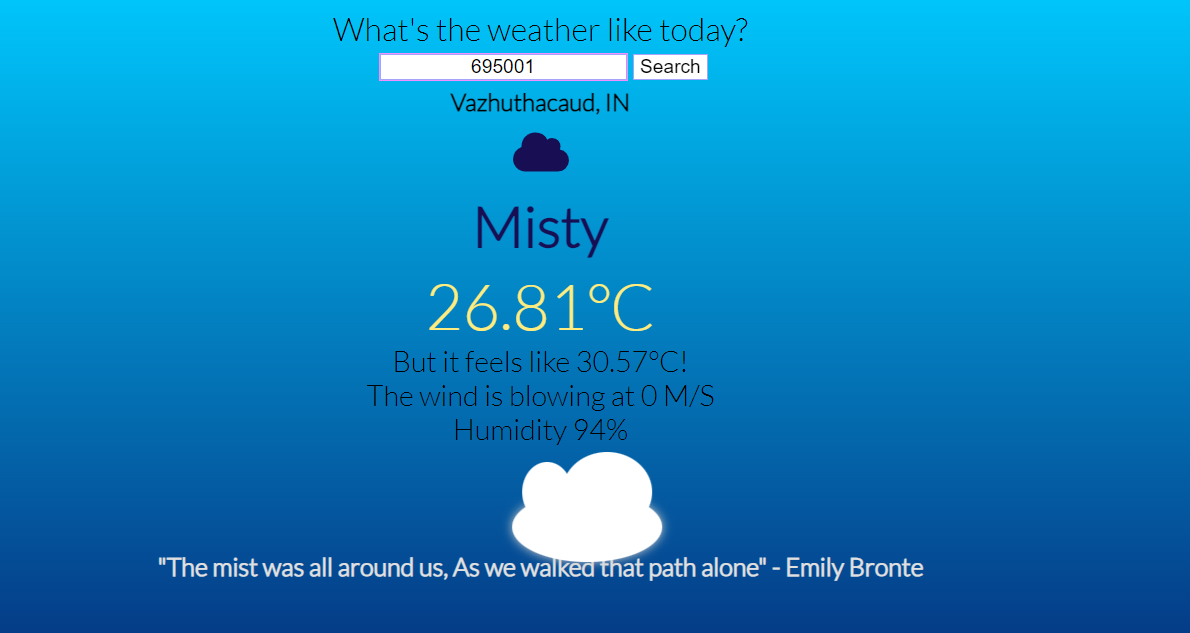 What's the weather like today?
695001 Search
Vazhuthacaud, IN
Misty
26.81°C
But it feels like 30.57°C!
The wind is blowing at 0 M/S
Humidity 94%
"The mist was all around us, As we walked that path alone" - Emily Bronte